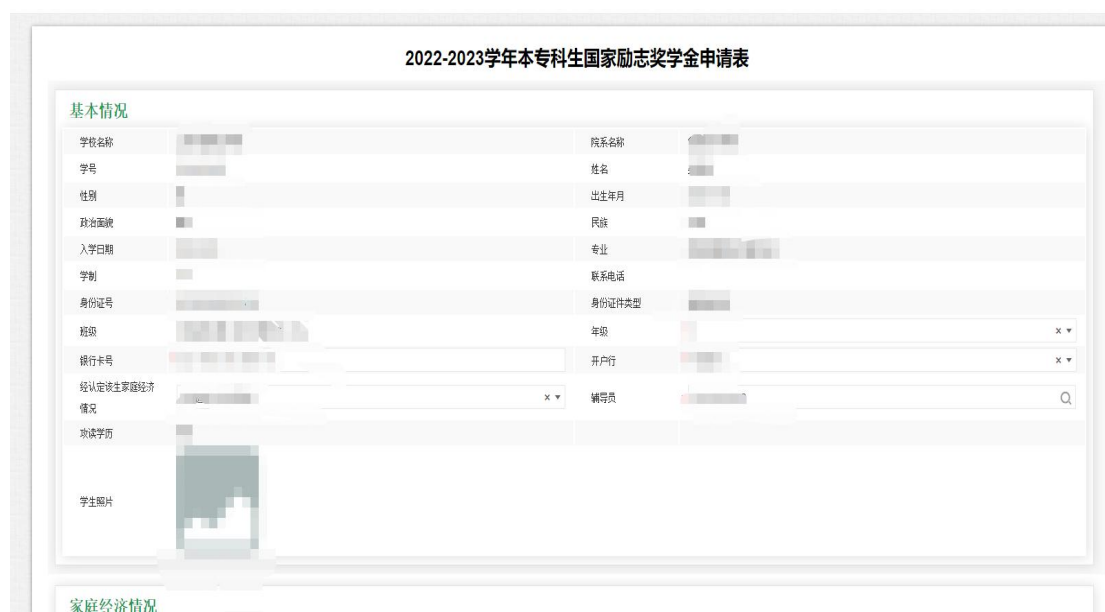 2022-2023学年本专科生国家励志奖学金申请表
基本情况
学校名称 院系名称
学号 姓名
性别 出生年月
政治面貌 民族
入学日期 专业
学制 联系电话
身份证号 身份证件类型
班级 年级 x ▼
银行卡号 开户行 x ▼
经认定该生家庭经济
情况 x ▼ 辅导员
攻读学历
学生照片
家庭经济情况